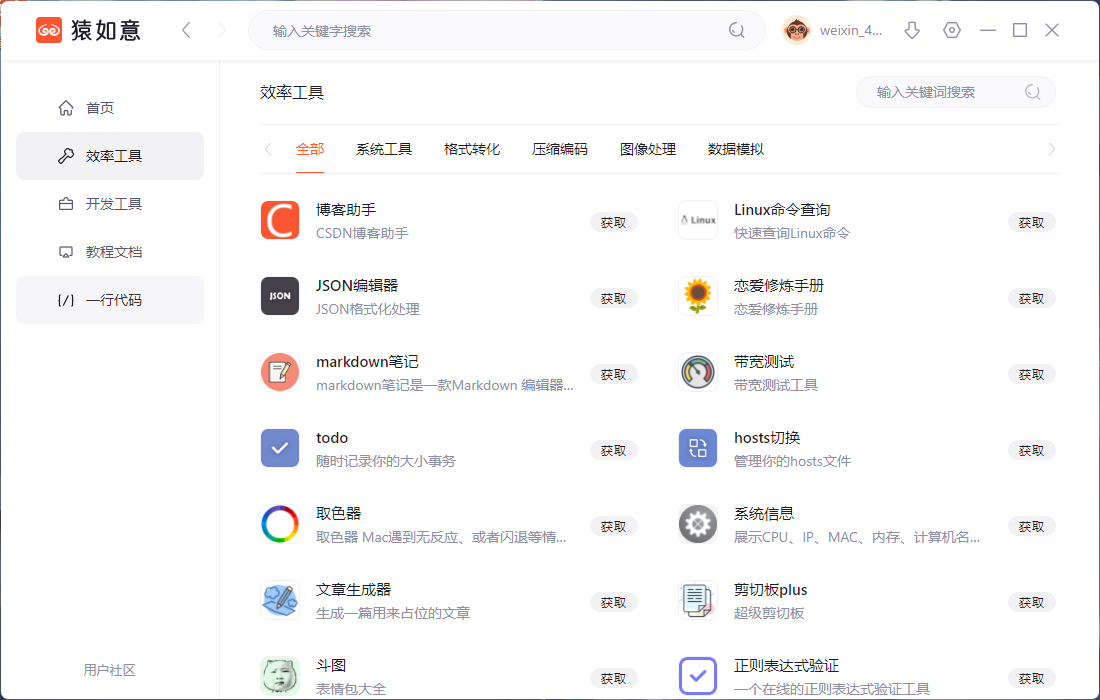 猿如意
输入关键字搜索
weixin_4...
首页
效率工具
开发工具
教程文档
一行代码
用户社区
效率工具
输入关键词搜索
全部 系统工具 格式转化 压缩编码 图像处理 数据模拟
博客助手
CSDN博客助手
获取
Linux
Linux命令查询
快速查询Linux命令
获取
JSON
JSON编辑器
JSON格式化处理
获取
恋爱修炼手册
恋爱修炼手册
获取
markdown笔记
markdown笔记是一款Markdown 编辑器...
获取
带宽测试
带宽测试工具
获取
todo
随时记录你的大小事务
获取
hosts切换
管理你的hosts文件
获取
取色器
取色器 Mac遇到无反应、或者闪退等情...
获取
系统信息
展示CPU、IP、MAC、内存、计算机名...
获取
文章生成器
生成一篇用来占位的文章
获取
剪切板plus
超级剪切板
获取
斗图
表情包大全
获取
正则表达式验证
一个在线的正则表达式验证工具
获取